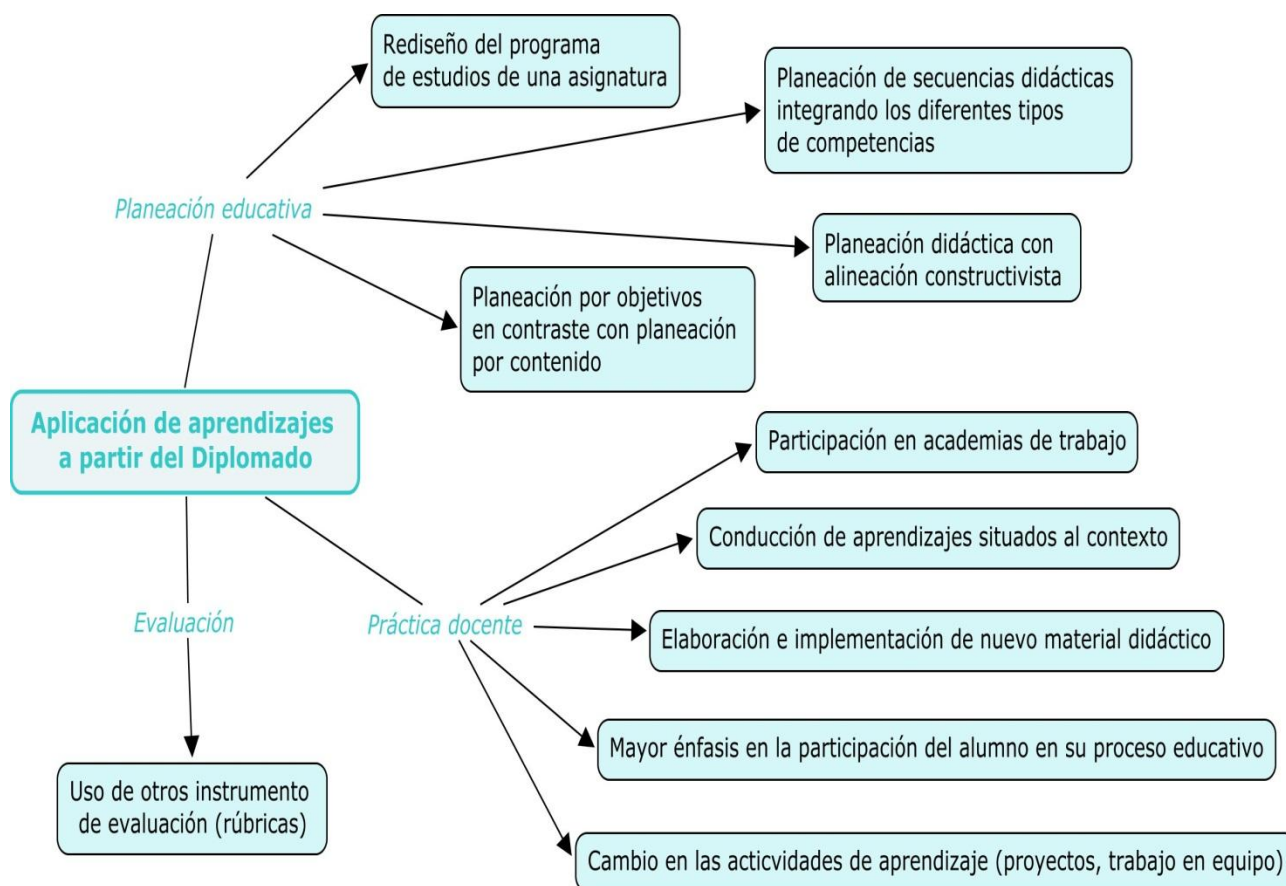 Rediseño del programa
de estudios de una asignatura
Planeación de secuencias didácticas
integrando los diferentes tipos
de competencias
Planeación educativa
Planeación didáctica con
alineación constructivista
Planeación por objetivos
en contraste con planeación
por contenido
Aplicación de aprendizajes
a partir del Diplomado
Participación en academias de trabajo
Conducción de aprendizajes situados al contexto
Evaluación
Práctica docente
Elaboración e implementación de nuevo material didáctico
Mayor énfasis en la participación del alumno en su proceso educativo
Uso de otros instrumento
de evaluación (rúbricas)
Cambio en las acticvidades de aprendizaje (proyectos, trabajo en equipo)